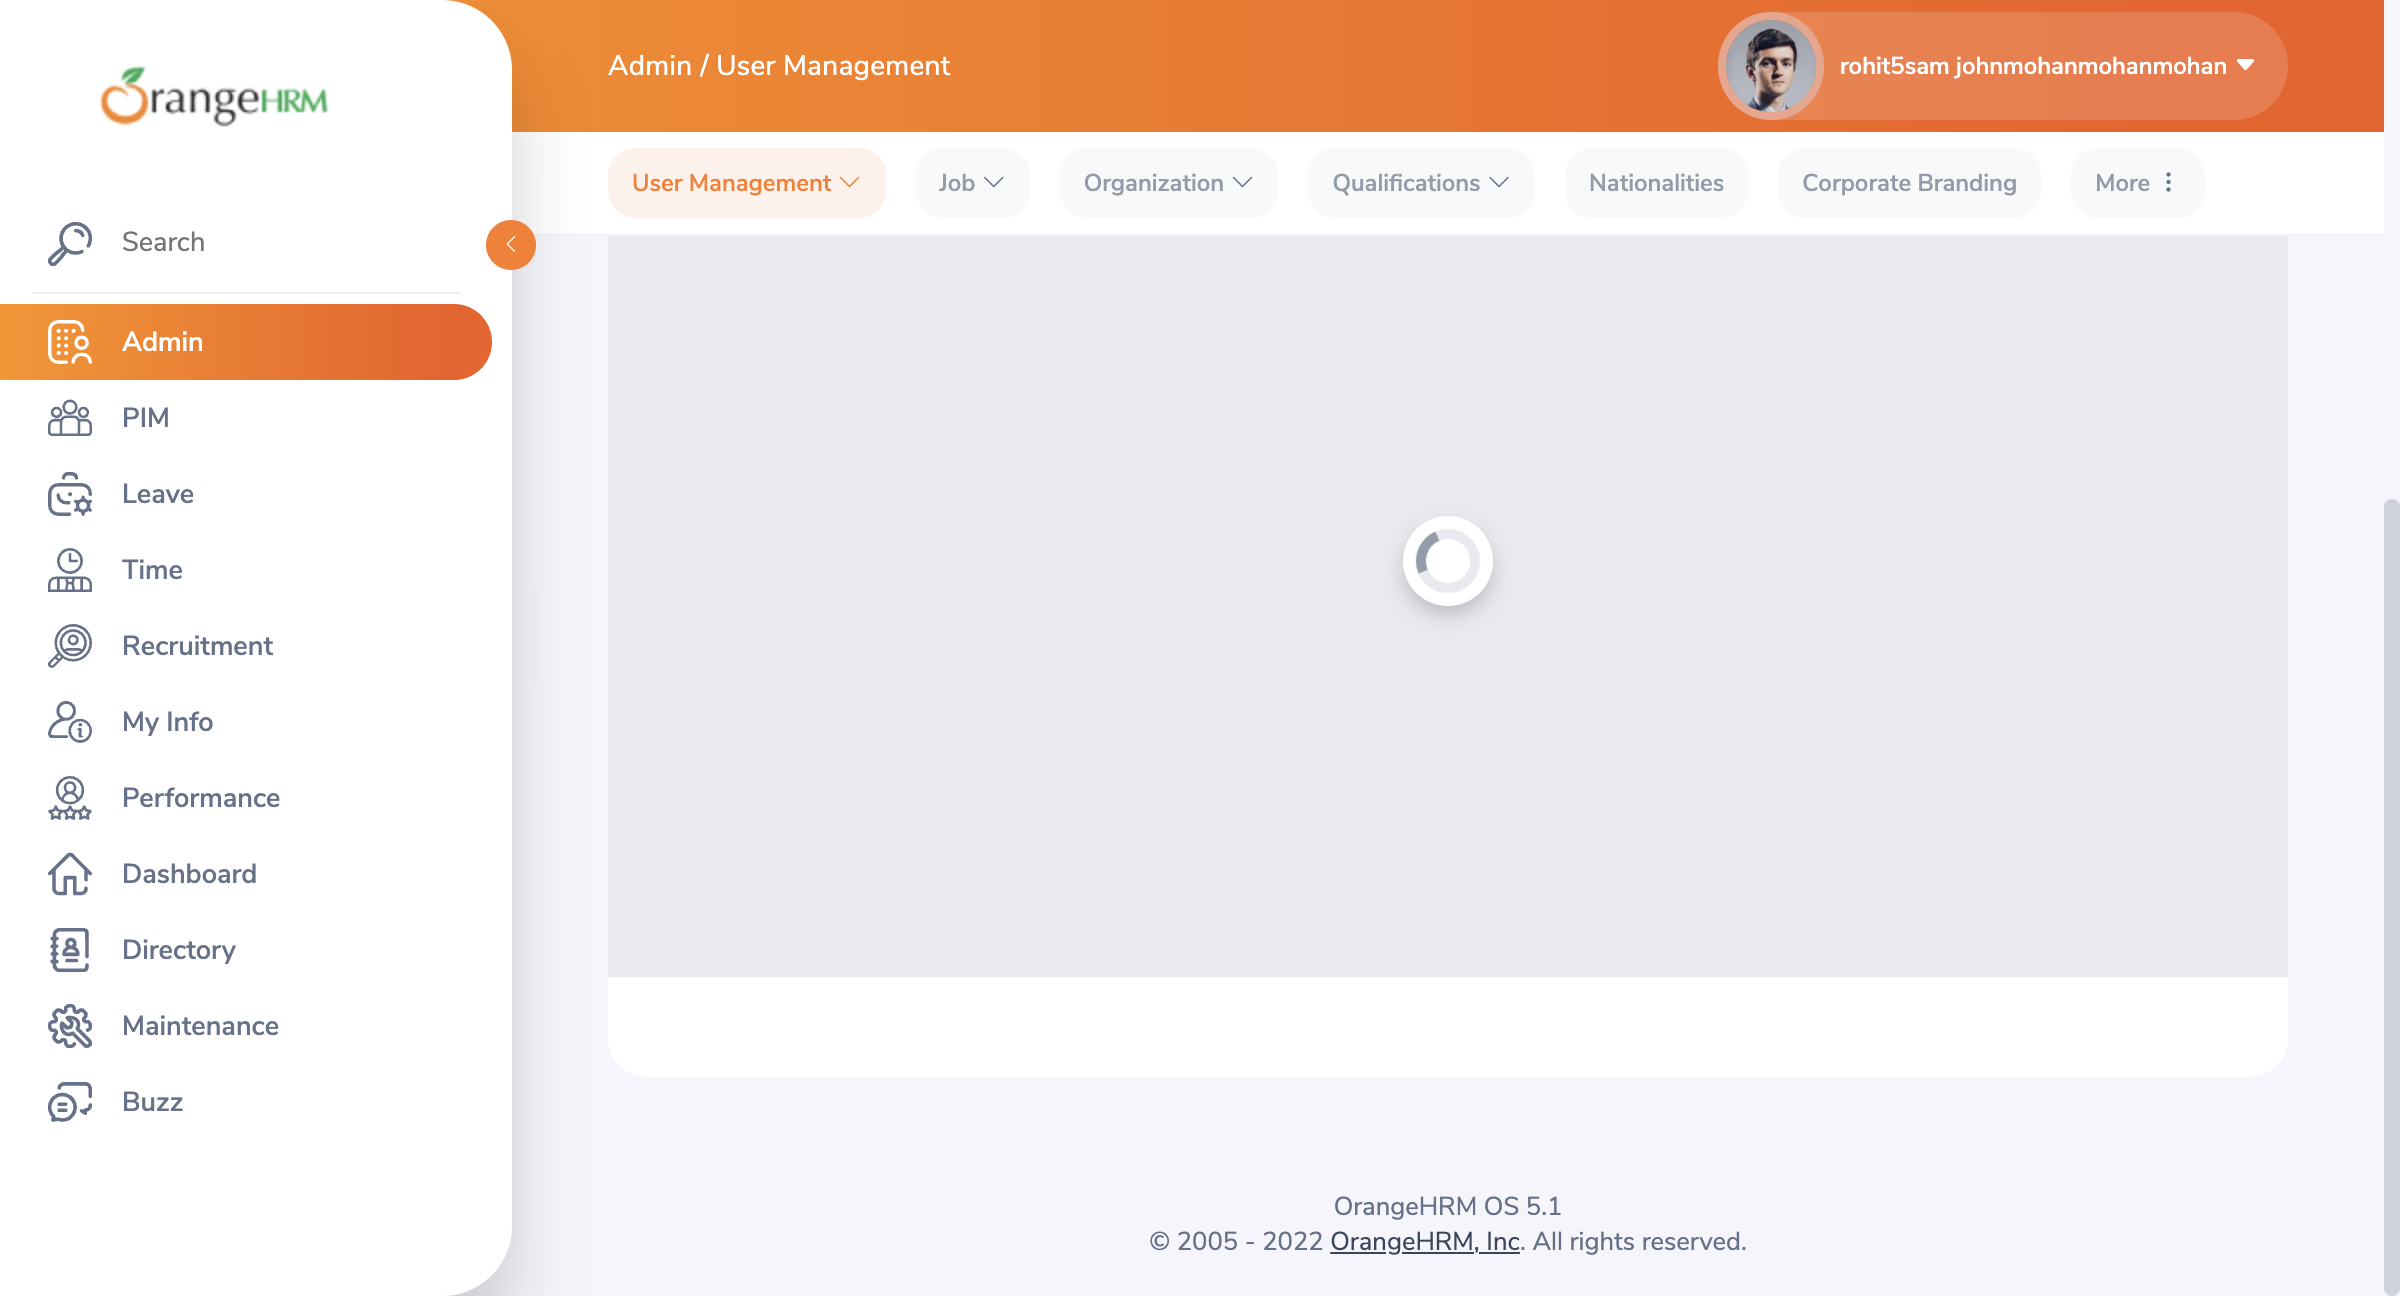 OrangeHRM
Search
Admin
PIM
Leave
Time
Recruitment
My Info
Performance
Dashboard
Directory
Maintenance
Buzz
Admin / User Management
rohit5sam johnmohanmohanmohan
User Management
Job
Organization
Qualifications
Nationalities
Corporate Branding
More
OrangeHRM OS 5.1
© 2005 - 2022 OrangeHRM, Inc. All rights reserved.